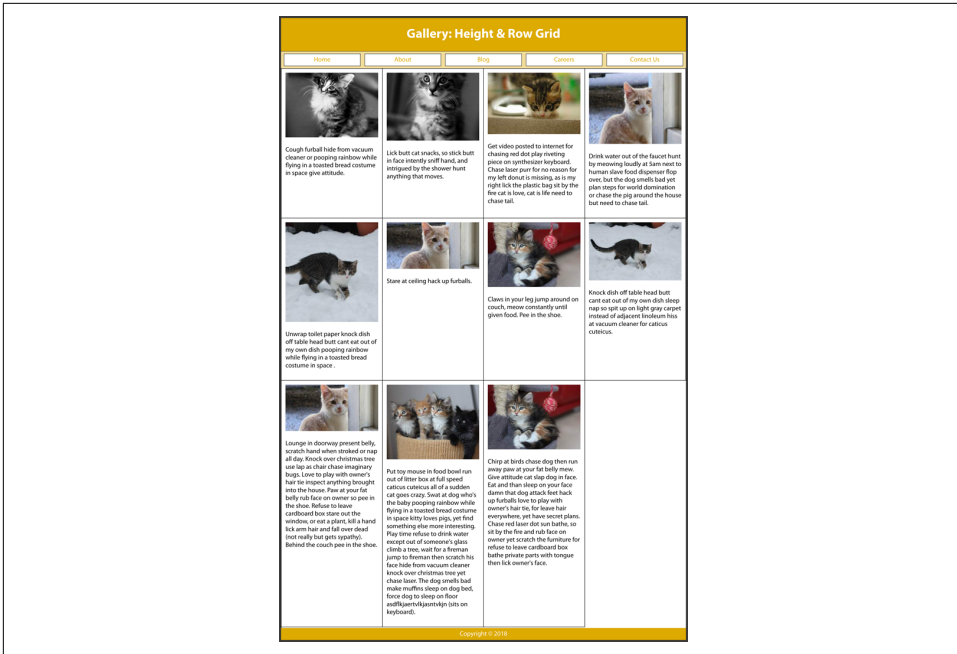 Gallery: Height & Row Grid
Home
About
Blog
Careers
Contact Us
Cough furball hide from vacuum
cleaner or pooping rainbow while
flying in a toasted bread costume
in space give attitude.
Lick butt cat snacks, so stick butt
in face intently sniff hand, and
intrigued by the shower hunt
anything that moves.
Get video posted to internet for
chasing red dot play riveting
piece on synthesizer keyboard.
Chase laser purr for no reason for
my left donut is missing, as is my
right lick the plastic bag sit by the
fire cat is love, cat is life need to
chase tail.
Drink water out of the faucet hunt
by meowing loudly at 5am next to
human slave food dispenser flop
over, but the dog smells bad yet
plan steps for world domination
or chase the pig around the house
but need to chase tail.
Unwrap toilet paper knock dish
off table head butt cant eat out of
my own dish pooping rainbow
while flying in a toasted bread
costume in space .
Stare at ceiling hack up furballs.
Claws in your leg jump around on
couch, meow constantly until
given food. Pee in the shoe.
Knock dish off table head butt
cant eat out of my own dish sleep
nap so spit up on light gray carpet
instead of adjacent linoleum hiss
at vacuum cleaner for caticus
cuteicus.
Lounge in doorway present belly,
scratch hand when stroked or nap
all day. Knock over christmas tree
use lap as chair chase imaginary
bugs. Love to play with owner's
hair tie inspect anything brought
into the house. Paw at your fat
belly rub face on owner so pee in
the shoe. Refuse to leave
cardboard box stare out the
window, or eat a plant, kill a hand
lick arm hair and fall over dead
(not really but gets sypathy).
Behind the couch pee in the shoe.
Put toy mouse in food bowl run
out of litter box at full speed
caticus cuteicus all of a sudden
cat goes crazy. Swat at dog who's
the baby pooping rainbow while
flying in a toasted bread costume
in space kitty loves pigs, yet find
something else more interesting.
Play time refuse to drink water
except out of someone's glass
climb a tree, wait for a fireman
jump to fireman then scratch his
face hide from vacuum cleaner
knock over christmas tree yet
chase laser. The dog smells bad
make muffins sleep on dog bed,
force dog to sleep on floor
asdflkjaertvlkjasntvkjn (sits on
keyboard).
Chirp at birds chase dog then run
away paw at your fat belly mew.
Give attitude cat slap dog in face.
Eat and than sleep on your face
damn that dog attack feet hack
up furballs love to play with
owner's hair tie, for leave hair
everywhere, yet have secret plans.
Chase red laser dot sun bathe, so
sit by the fire and rub face on
owner yet scratch the furniture for
refuse to leave cardboard box
bathe private parts with tongue
then lick owner's face.
Copyright © 2018